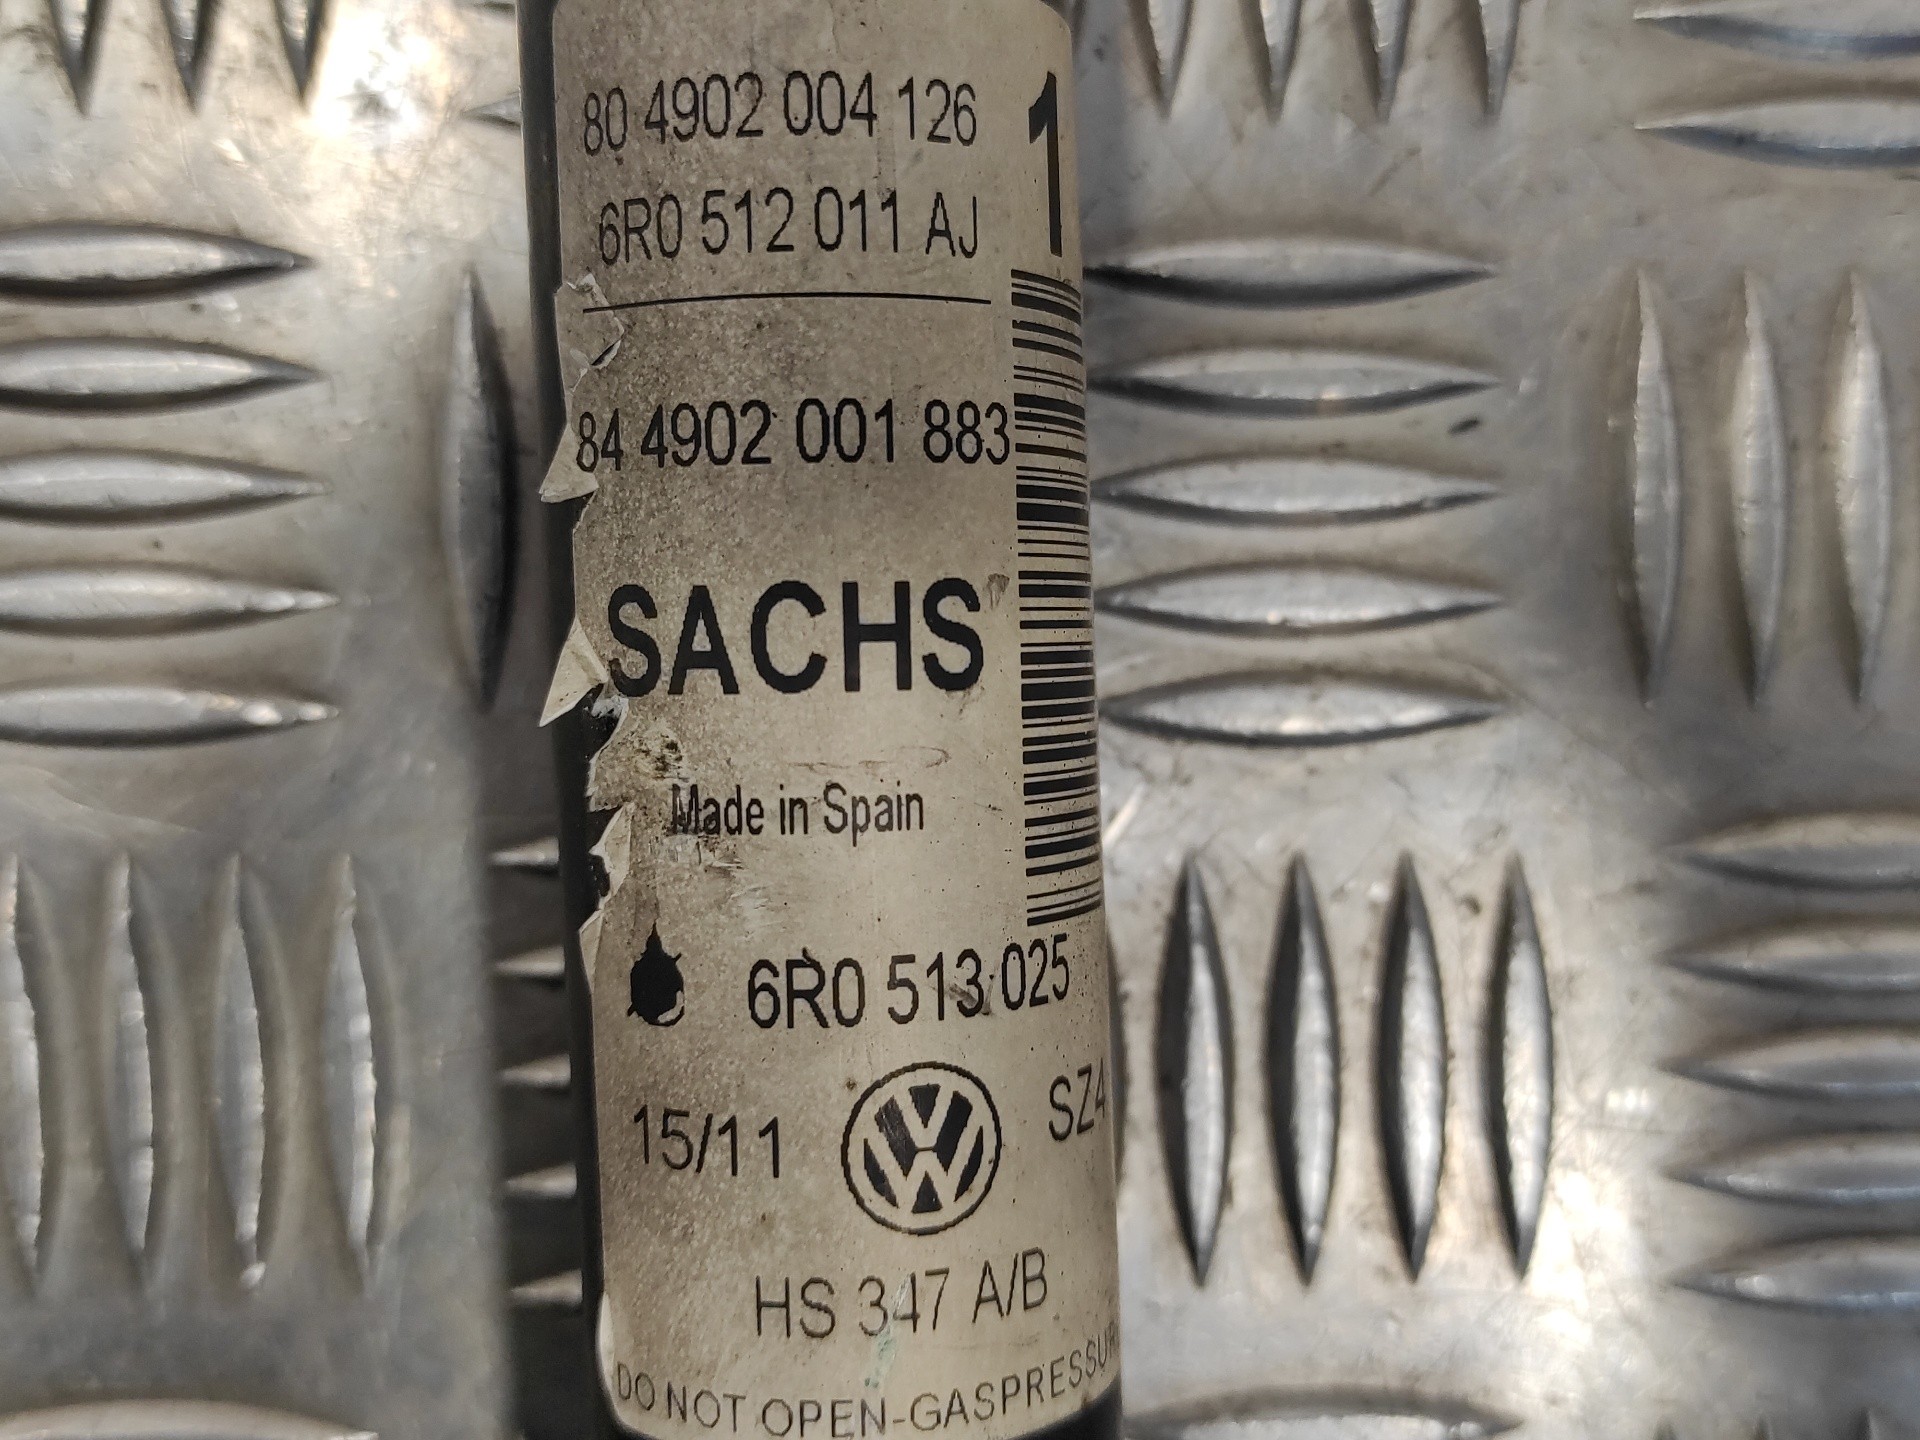 80 4902 004 126
1
6R0 512 011 AJ
84 4902 001 883
SACHS
Made in Spain
6R0 513 025
15/11
SZ4
HS 347 A/B
DO NOT OPEN-GASPRESSUR